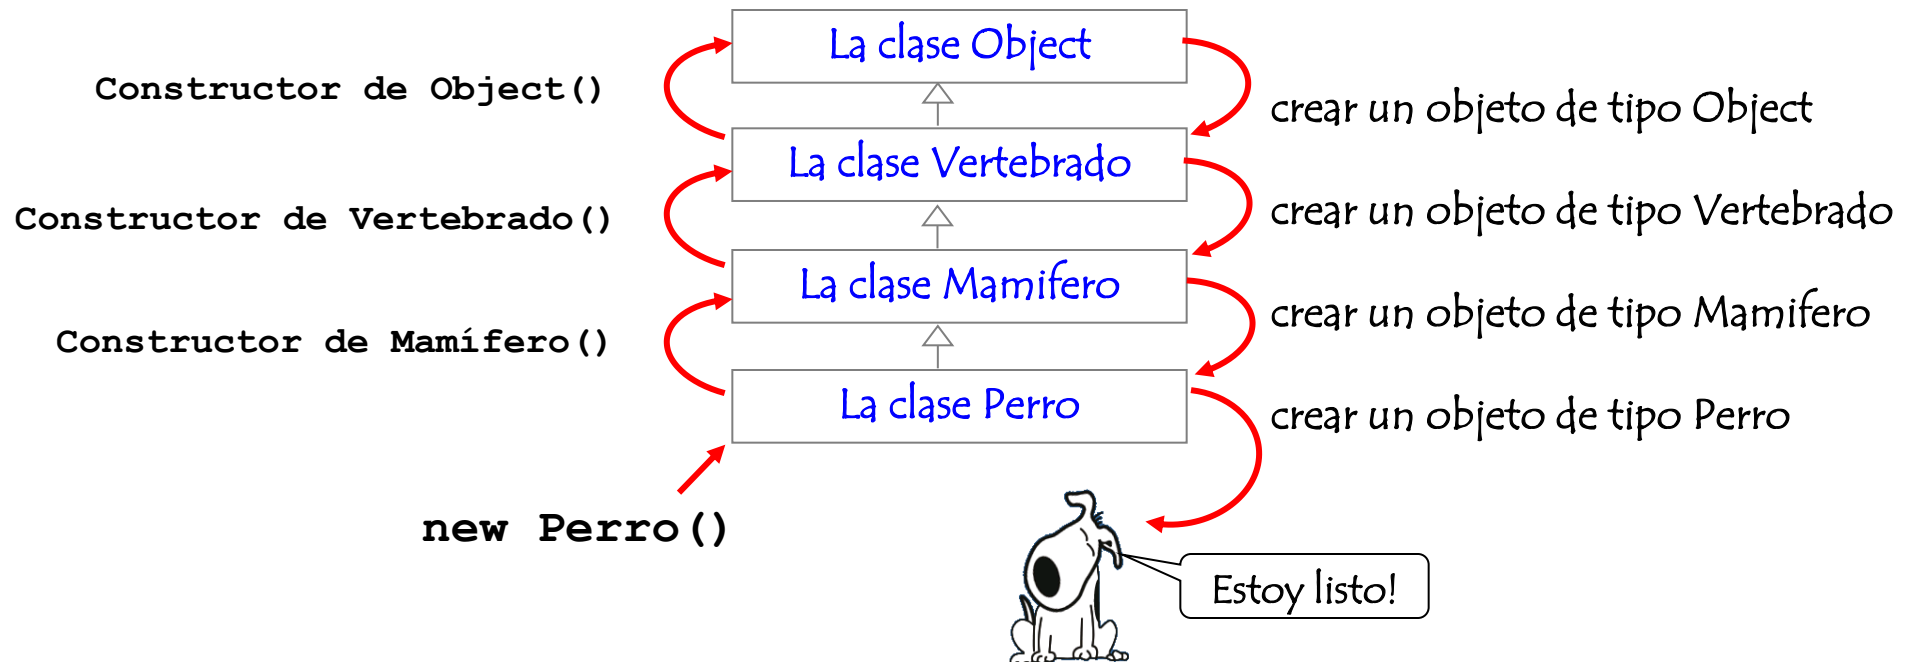 La clase Object
Constructor de Object()
crear un objeto de tipo Object
La clase Vertebrado
Constructor de Vertebrado()
crear un objeto de tipo Vertebrado
La clase Mamifero
Constructor de Mamífero()
crear un objeto de tipo Mamifero
La clase Perro
crear un objeto de tipo Perro
new Perro()
Estoy listo!